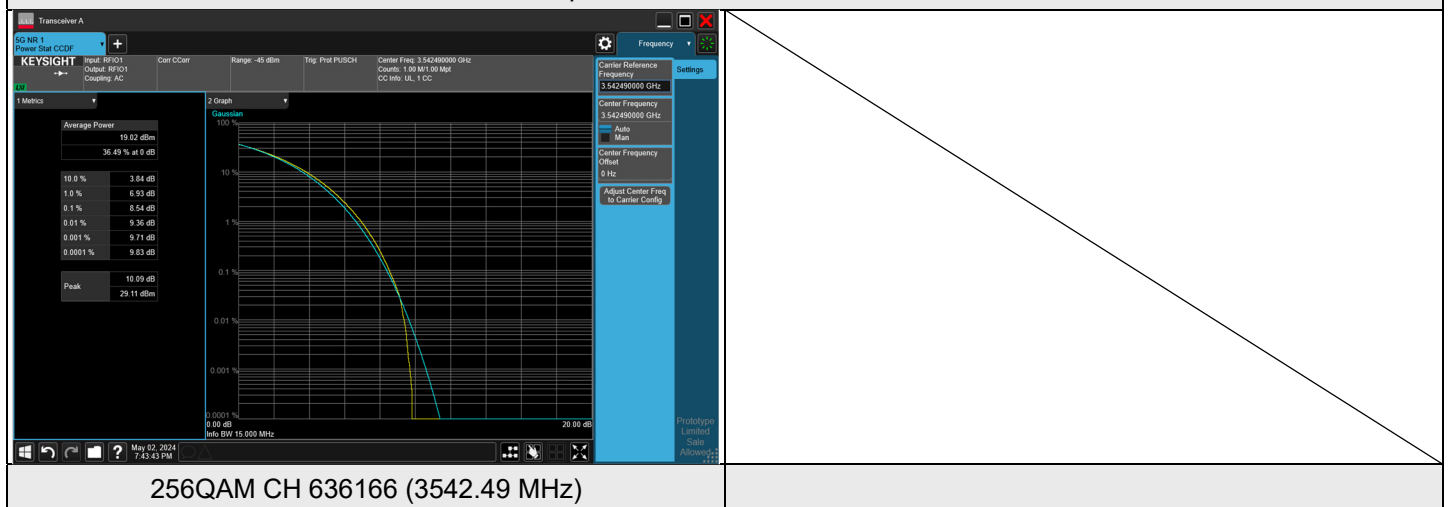 Transceiver A
5G NR 1
Power Stat CCDF
+
Frequency
KEYSIGHT
LXI
Input: RFIO1
Output: RFIO1
Coupling: AC
Corr CCorr
Range: -45 dBm
Trig: Prot PUSCH
Center Freq: 3.542490000 GHz
Counts: 1.00 M/1.00 Mpt
CC Info: UL, 1 CC
Carrier Reference
Frequency
3.542490000 GHz
Settings
Center Frequency
3.542490000 GHz
Auto
Man
Center Frequency
Offset
0 Hz
Adjust Center Freq
to Carrier Config
1 Metrics
Average Power
19.02 dBm
36.49 % at 0 dB
10.0 % 3.84 dB
1.0 % 6.93 dB
0.1 % 8.54 dB
0.01 % 9.36 dB
0.001 % 9.71 dB
0.0001 % 9.83 dB
Peak
10.09 dB
29.11 dBm
2 Graph
Gaussian
100 %
10 %
1 %
0.1 %
0.01 %
0.001 %
0.0001 %
0.00 dB 20.00 dB
Info BW 15.000 MHz
Prototype
Limited
Sale
Allowed
?
May 02, 2024
7:43:43 PM
256QAM CH 636166 (3542.49 MHz)